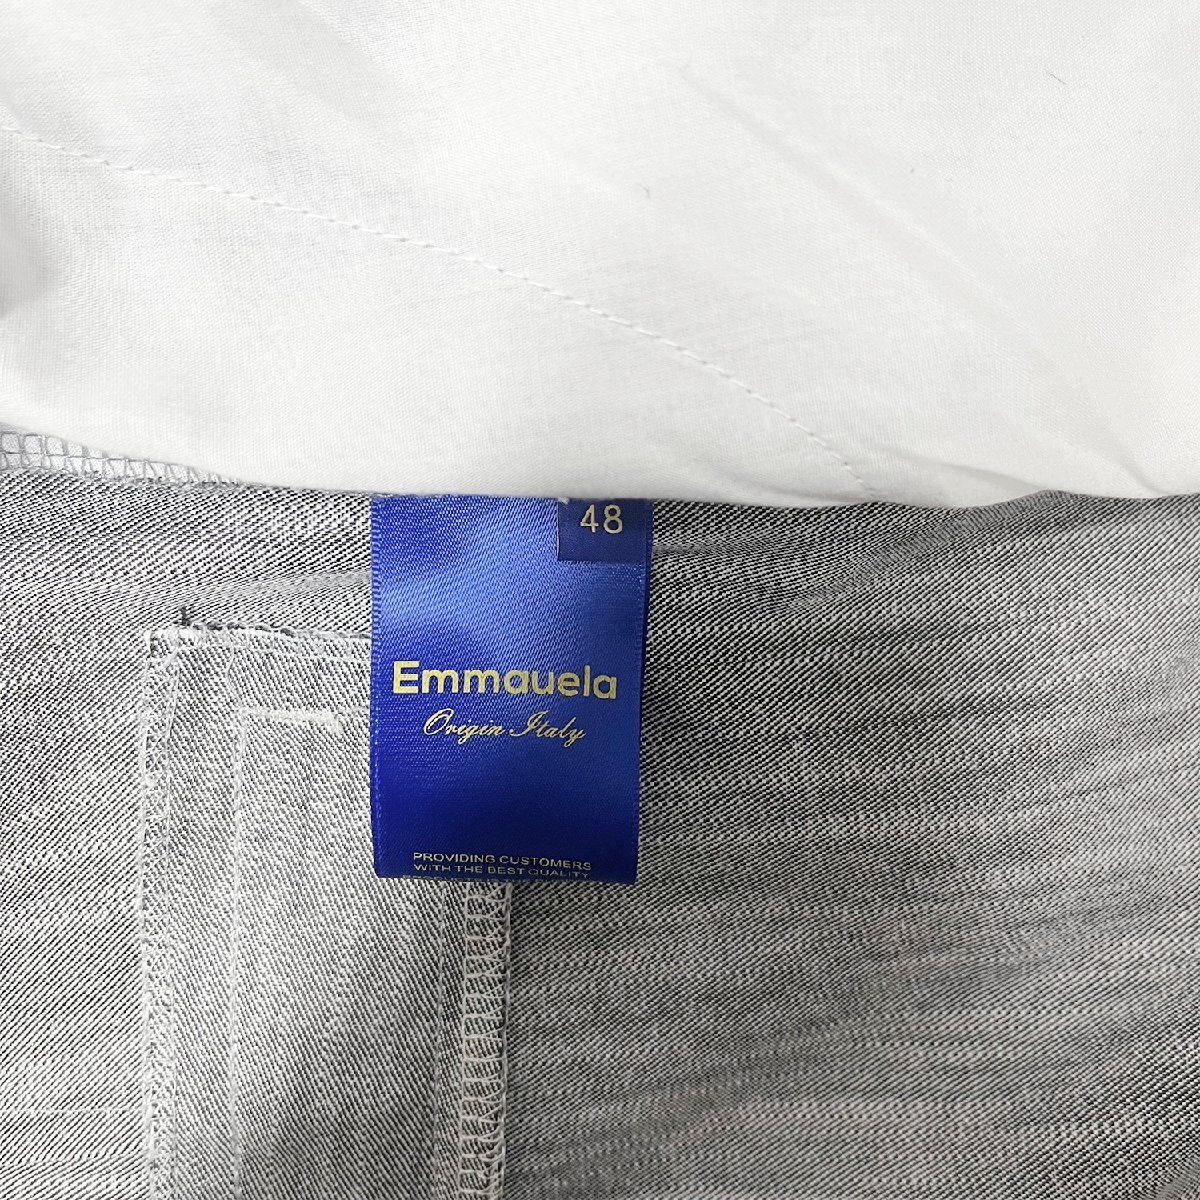 48
Emmauela
Origin Italy
PROVIDING CUSTOMERS
WITH THE BEST QUALITY